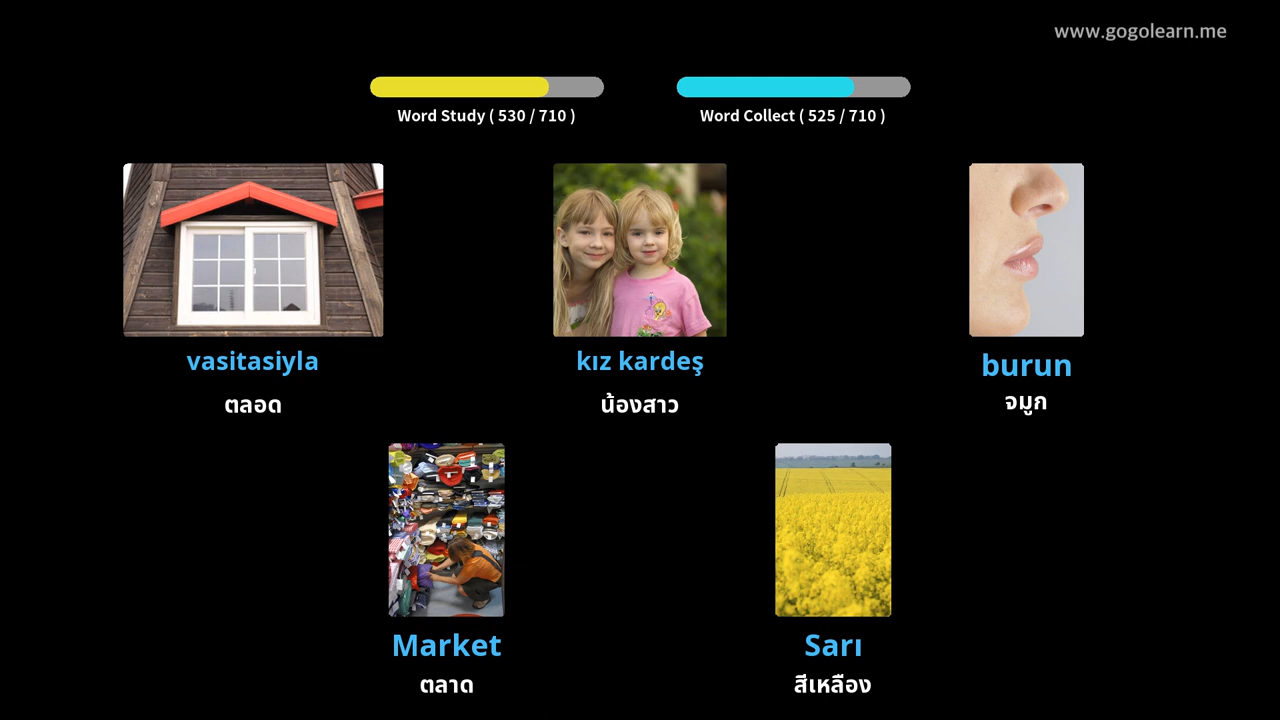 www.gogolearn.me
Word Study ( 530 / 710 )
Word Collect ( 525 / 710 )
vasitasiyla
ตลอด
kız kardeş
น้องสาว
burun
จมูก
Market
ตลาด
Sarı
สีเหลือง